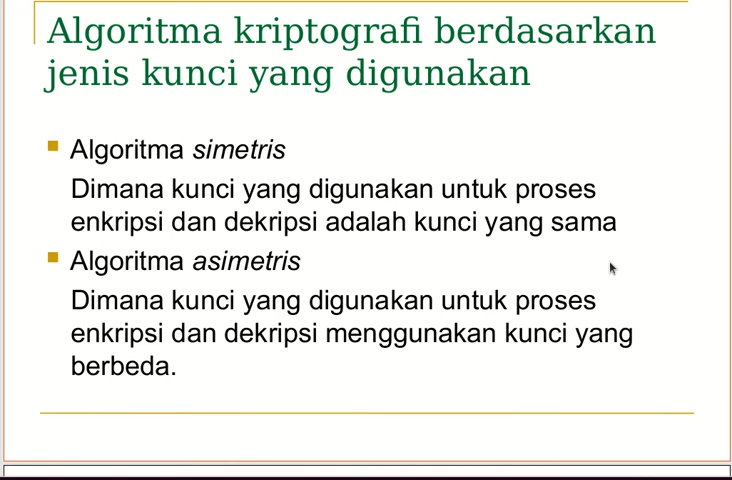 Algoritma kriptografi berdasarkan
jenis kunci yang digunakan
Algoritma simetris
Dimana kunci yang digunakan untuk proses
enkripsi dan dekripsi adalah kunci yang sama
Algoritma asimetris
Dimana kunci yang digunakan untuk proses
enkripsi dan dekripsi menggunakan kunci yang
berbeda.